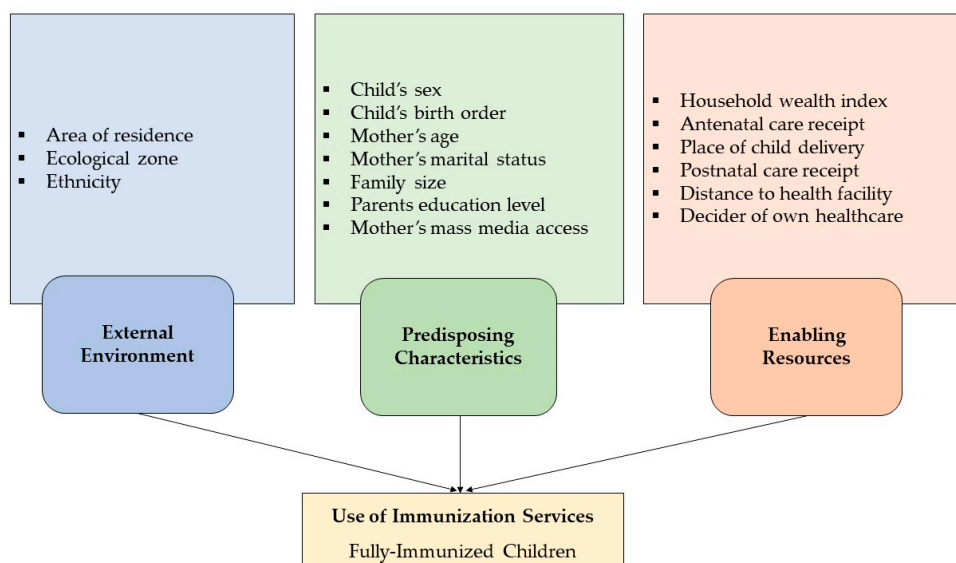 ▪ Area of residence
▪ Ecological zone
▪ Ethnicity
External
Environment
▪ Child's sex
▪ Child's birth order
▪ Mother's age
▪ Mother's marital status
▪ Family size
▪ Parents education level
▪ Mother's mass media access
Predisposing
Characteristics
▪ Household wealth index
▪ Antenatal care receipt
▪ Place of child delivery
▪ Postnatal care receipt
▪ Distance to health facility
▪ Decider of own healthcare
Enabling
Resources
Use of Immunization Services
Fully-Immunized Children